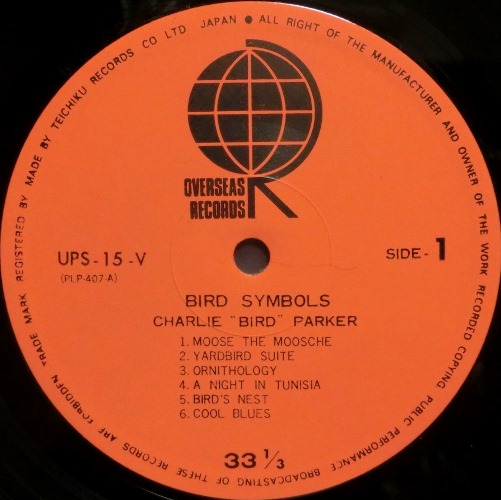 MADE BY TEICHIKU RECORDS CO LTD JAPAN ● ALL RIGHT OF THE MANUFACTURER AND OWNER OF THE WORK RECORDED COPYING, PUBLIC PERFORMANCE BROADCASTING OF THESE RECORDS ARE FORBIDDEN TRADE MARK REGISTERED BY
OVERSEAS
RECORDS
UPS-15-V
(PLP-407-A)
SIDE-1
BIRD SYMBOLS
CHARLIE "BIRD" PARKER
1. MOOSE THE MOOSCHE
2. YARDBIRD SUITE
3. ORNITHOLOGY
4. A NIGHT IN TUNISIA
5. BIRD'S NEST
6. COOL BLUES
33 1/3